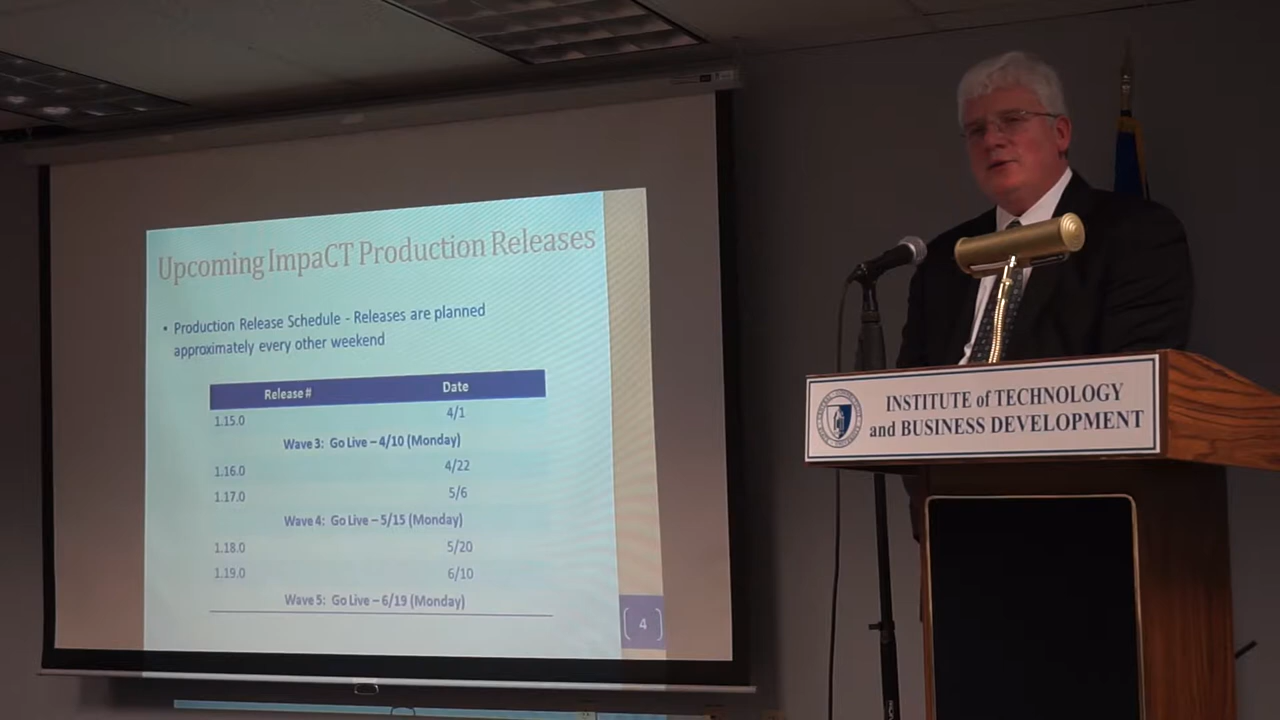 Upcoming ImpaCT Production Releases
• Production Release Schedule - Releases are planned
approximately every other weekend
Release # Date
1.15.0 4/1
Wave 3: Go Live – 4/10 (Monday)
1.16.0 4/22
1.17.0 5/6
Wave 4: Go Live – 5/15 (Monday)
1.18.0 5/20
1.19.0 6/10
Wave 5: Go Live – 6/19 (Monday)
4
INSTITUTE of TECHNOLOGY
and BUSINESS DEVELOPMENT